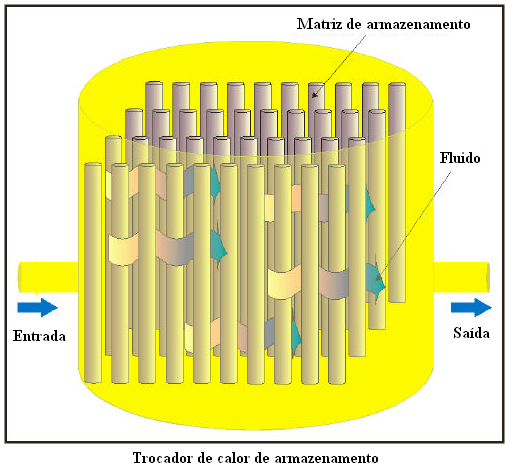 Matriz de armazenamento
Fluido
Entrada
Saída
Trocador de calor de armazenamento